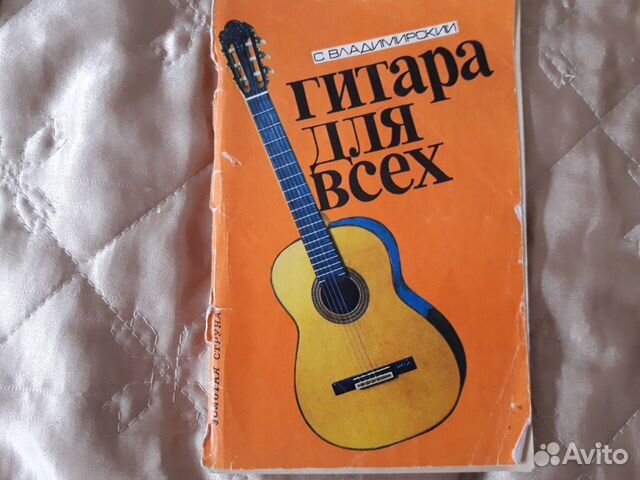 С ВЛАДИМИРСКИЙ
ГИТАРА
ДЛЯ
ВСЕХ
ЗОЛОТАЯ СТРУНА
Avito